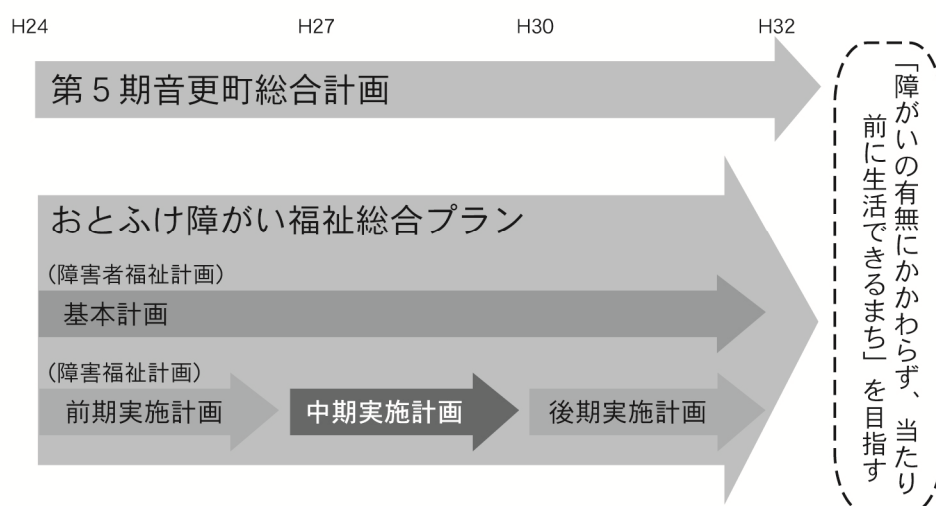 H24 H27 H30 H32
第5期音更町総合計画
おとふけ障がい福祉総合プラン
(障害者福祉計画)
基本計画
(障害福祉計画)
前期実施計画 中期実施計画 後期実施計画
「障がいの有無にかかわらず、当たり
前に生活できるまち」を目指す